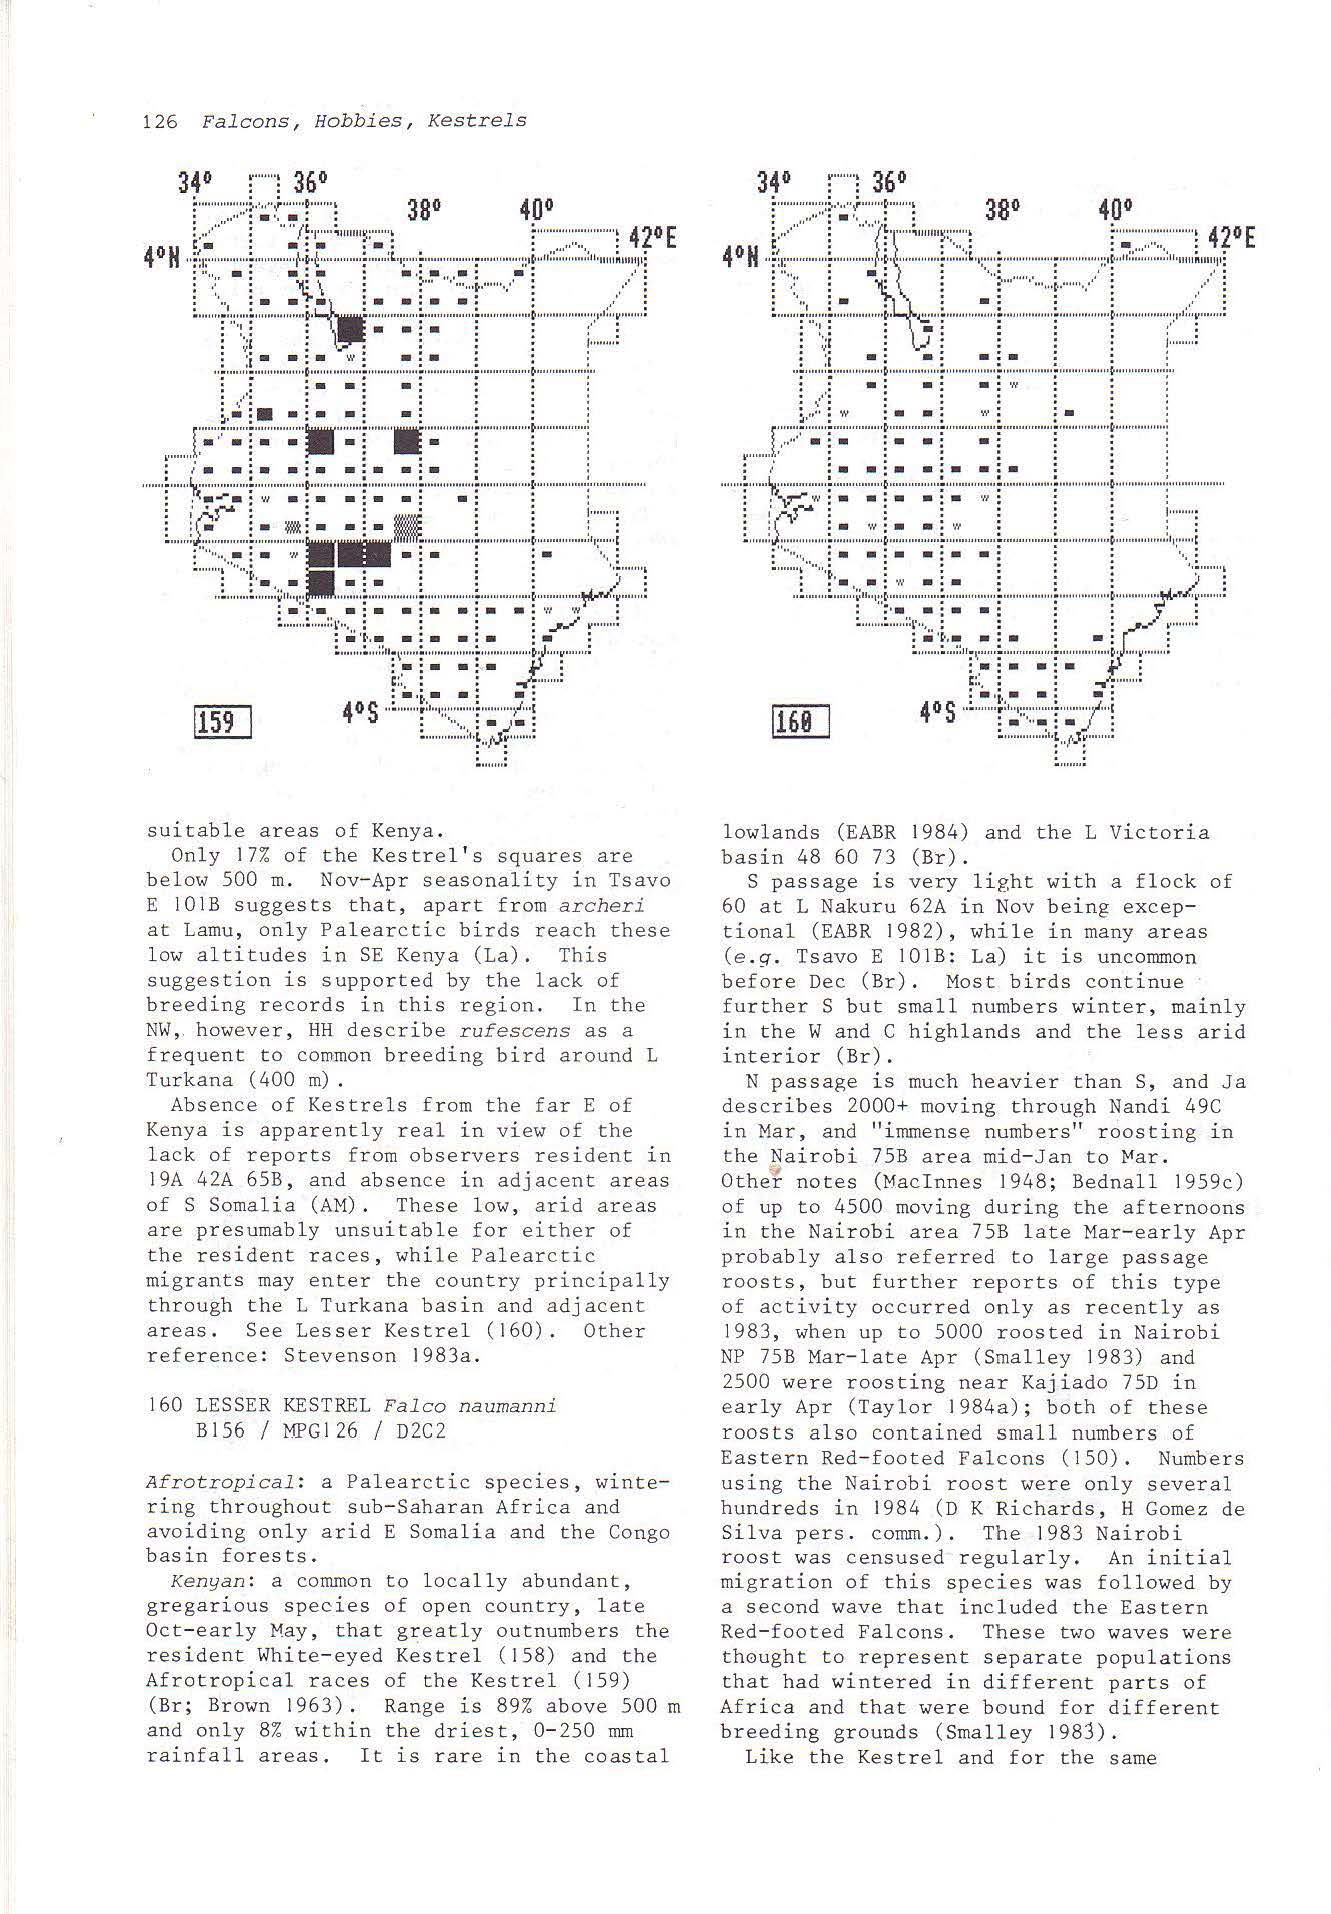 126 Falcons, Hobbies, Kestrels
34º 36º
38º 40º
42ºE
4ºN
159
4ºS
34º 36º
38º 40º
42ºE
4ºN
160
4ºS
suitable areas of Kenya.
Only 17% of the Kestrel's squares are
below 500 m. Nov-Apr seasonality in Tsavo
E 101B suggests that, apart from archeri
at Lamu, only Palearctic birds reach these
low altitudes in SE Kenya (La). This
suggestion is supported by the lack of
breeding records in this region. In the
NW, however, HH describe rufescens as a
frequent to common breeding bird around L
Turkana (400 m).
Absence of Kestrels from the far E of
Kenya is apparently real in view of the
lack of reports from observers resident in
19A 42A 65B, and absence in adjacent areas
of S Somalia (AM). These low, arid areas
are presumably unsuitable for either of
the resident races, while Palearctic
migrants may enter the country principally
through the L Turkana basin and adjacent
areas. See Lesser Kestrel (160). Other
reference: Stevenson 1983a.
160 LESSER KESTREL Falco naumanni
B156 / MPG126 / D2C2
Afrotropical: a Palearctic species, winte-
ring throughout sub-Saharan Africa and
avoiding only arid E Somalia and the Congo
basin forests.
Kenyan: a common to locally abundant,
gregarious species of open country, late
Oct-early May, that greatly outnumbers the
resident White-eyed Kestrel (158) and the
Afrotropical races of the Kestrel (159)
(Br; Brown 1963). Range is 89% above 500 m
and only 8% within the driest, 0-250 mm
rainfall areas. It is rare in the coastal
lowlands (EABR 1984) and the L Victoria
basin 48 60 73 (Br).
S passage is very light with a flock of
60 at L Nakuru 62A in Nov being excep-
tional (EABR 1982), while in many areas
(e.g. Tsavo E 101B: La) it is uncommon
before Dec (Br). Most birds continue
further S but small numbers winter, mainly
in the W and C highlands and the less arid
interior (Br).
N passage is much heavier than S, and Ja
describes 2000+ moving through Nandi 49C
in Mar, and "immense numbers" roosting in
the Nairobi 75B area mid-Jan to Mar.
Other notes (MacInnes 1948; Bednall 1959c)
of up to 4500 moving during the afternoons
in the Nairobi area 75B late Mar-early Apr
probably also referred to large passage
roosts, but further reports of this type
of activity occurred only as recently as
1983, when up to 5000 roosted in Nairobi
NP 75B Mar-late Apr (Smalley 1983) and
2500 were roosting near Kajiado 75D in
early Apr (Taylor 1984a); both of these
roosts also contained small numbers of
Eastern Red-footed Falcons (150). Numbers
using the Nairobi roost were only several
hundreds in 1984 (D K Richards, H Gomez de
Silva pers. comm.). The 1983 Nairobi
roost was censused regularly. An initial
migration of this species was followed by
a second wave that included the Eastern
Red-footed Falcons. These two waves were
thought to represent separate populations
that had wintered in different parts of
Africa and that were bound for different
breeding grounds (Smalley 1983).
Like the Kestrel and for the same